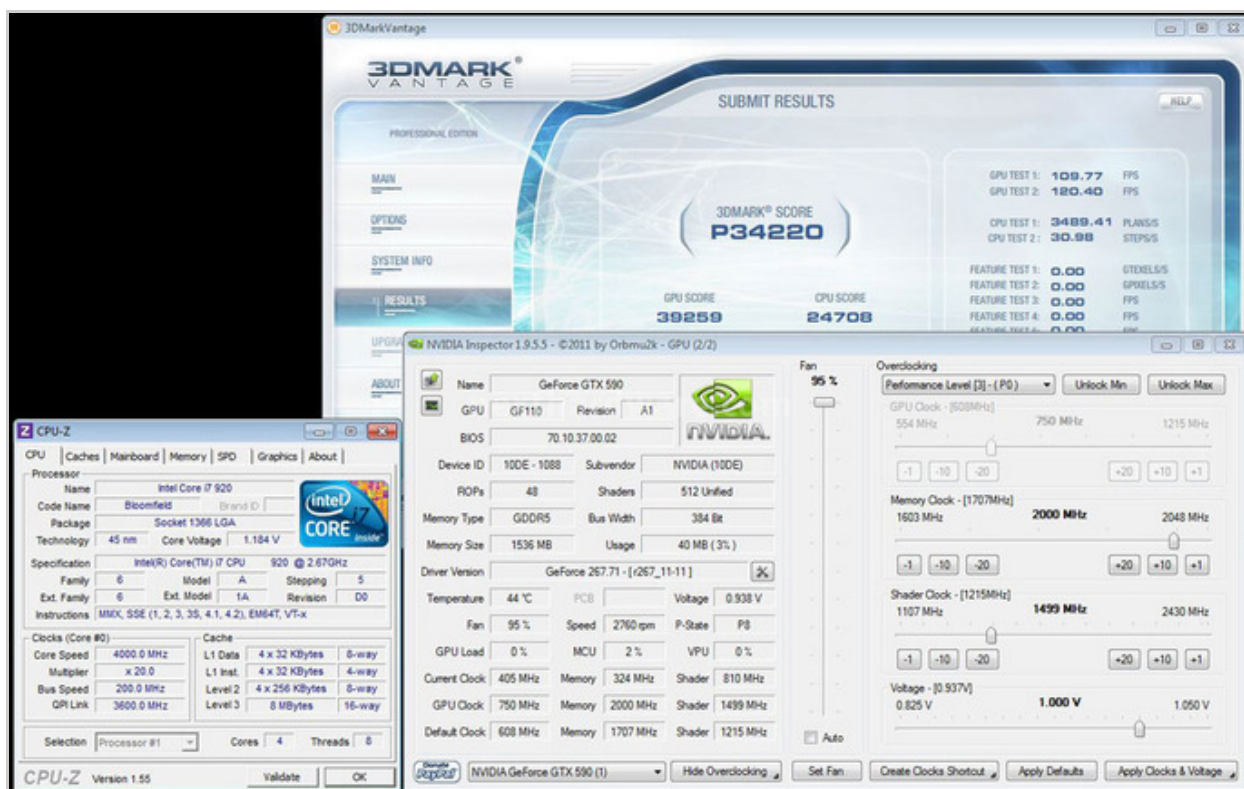 3DMarkVantage
3DMARK®
VANTAGE
SUBMIT RESULTS
HELP
PROFESSIONAL EDITION
MAIN
OPTIONS
SYSTEM INFO
RESULTS
ABOUT
3DMARK® SCORE
P34220
GPU SCORE CPU SCORE
39259 24708
GPU TEST 1: 109.77 FPS
GPU TEST 2: 120.40 FPS
CPU TEST 1: 3489.41 PLANS/S
CPU TEST 2: 30.98 STEPS/S
FEATURE TEST 1: 0.00 GTEXELS/S
FEATURE TEST 2: 0.00 GPIXELS/S
FEATURE TEST 3: 0.00 FPS
FEATURE TEST 4: 0.00 FPS
NVIDIA Inspector 1.9.5.5 - ©2011 by Orbmu2k - GPU (2/2)
Name GeForce GTX 590
GPU GF110 Revision A1
BIOS 70.10.37.00.02
NVIDIA.
Device ID 10DE - 1088 Subvendor NVIDIA (10DE)
ROPs 48 Shaders 512 Unified
Memory Type GDDR5 Bus Width 384 Bit
Memory Size 1536 MB Usage 40 MB (3%)
Driver Version GeForce 267.71 - [r267_11-11]
Temperature 44 °C PCB Voltage 0.938 V
Fan 95 % Speed 2760 rpm P-State P8
GPU Load 0 % MCU 2 % VPU 0 %
Current Clock 405 MHz Memory 324 MHz Shader 810 MHz
GPU Clock 750 MHz Memory 2000 MHz Shader 1499 MHz
Default Clock 608 MHz Memory 1707 MHz Shader 1215 MHz
Donate
PayPal
NVIDIA GeForce GTX 590 (1)
Hide Overclocking
Fan
95 %
Auto
Set Fan
Overclocking
Performance Level [3] - (P0) Unlock Min Unlock Max
GPU Clock - [608MHz]
554 MHz 750 MHz 1215 MHz
-1 -10 -20 +20 +10 +1
Memory Clock - [1707MHz]
1603 MHz 2000 MHz 2048 MHz
-1 -10 -20 +20 +10 +1
Shader Clock - [1215MHz]
1107 MHz 1499 MHz 2430 MHz
-1 -10 -20 +20 +10 +1
Voltage - [0.937V]
0.825 V 1.000 V 1.050 V
Create Clocks Shortcut Apply Defaults Apply Clocks & Voltage
CPU-Z
CPU Caches Mainboard Memory SPD Graphics About
Processor
Name Intel Core i7 920
Code Name Bloomfield Brand ID
Package Socket 1366 LGA
Technology 45 nm Core Voltage 1.184 V
intel
CORE i7
inside
Specification Intel(R) Core(TM) i7 CPU 920 @ 2.67GHz
Family 6 Model A Stepping 5
Ext. Family 6 Ext. Model 1A Revision D0
Instructions MMX, SSE (1, 2, 3, 3S, 4.1, 4.2), EM64T, VT-x
Clocks (Core #0)
Core Speed 4000.0 MHz
Multiplier x 20.0
Bus Speed 200.0 MHz
QPI Link 3600.0 MHz
Cache
L1 Data 4 x 32 KBytes 8-way
L1 Inst. 4 x 32 KBytes 4-way
Level 2 4 x 256 KBytes 8-way
Level 3 8 MBytes 16-way
Selection Processor #1 Cores 4 Threads 8
CPU-Z Version 1.55 Validate OK